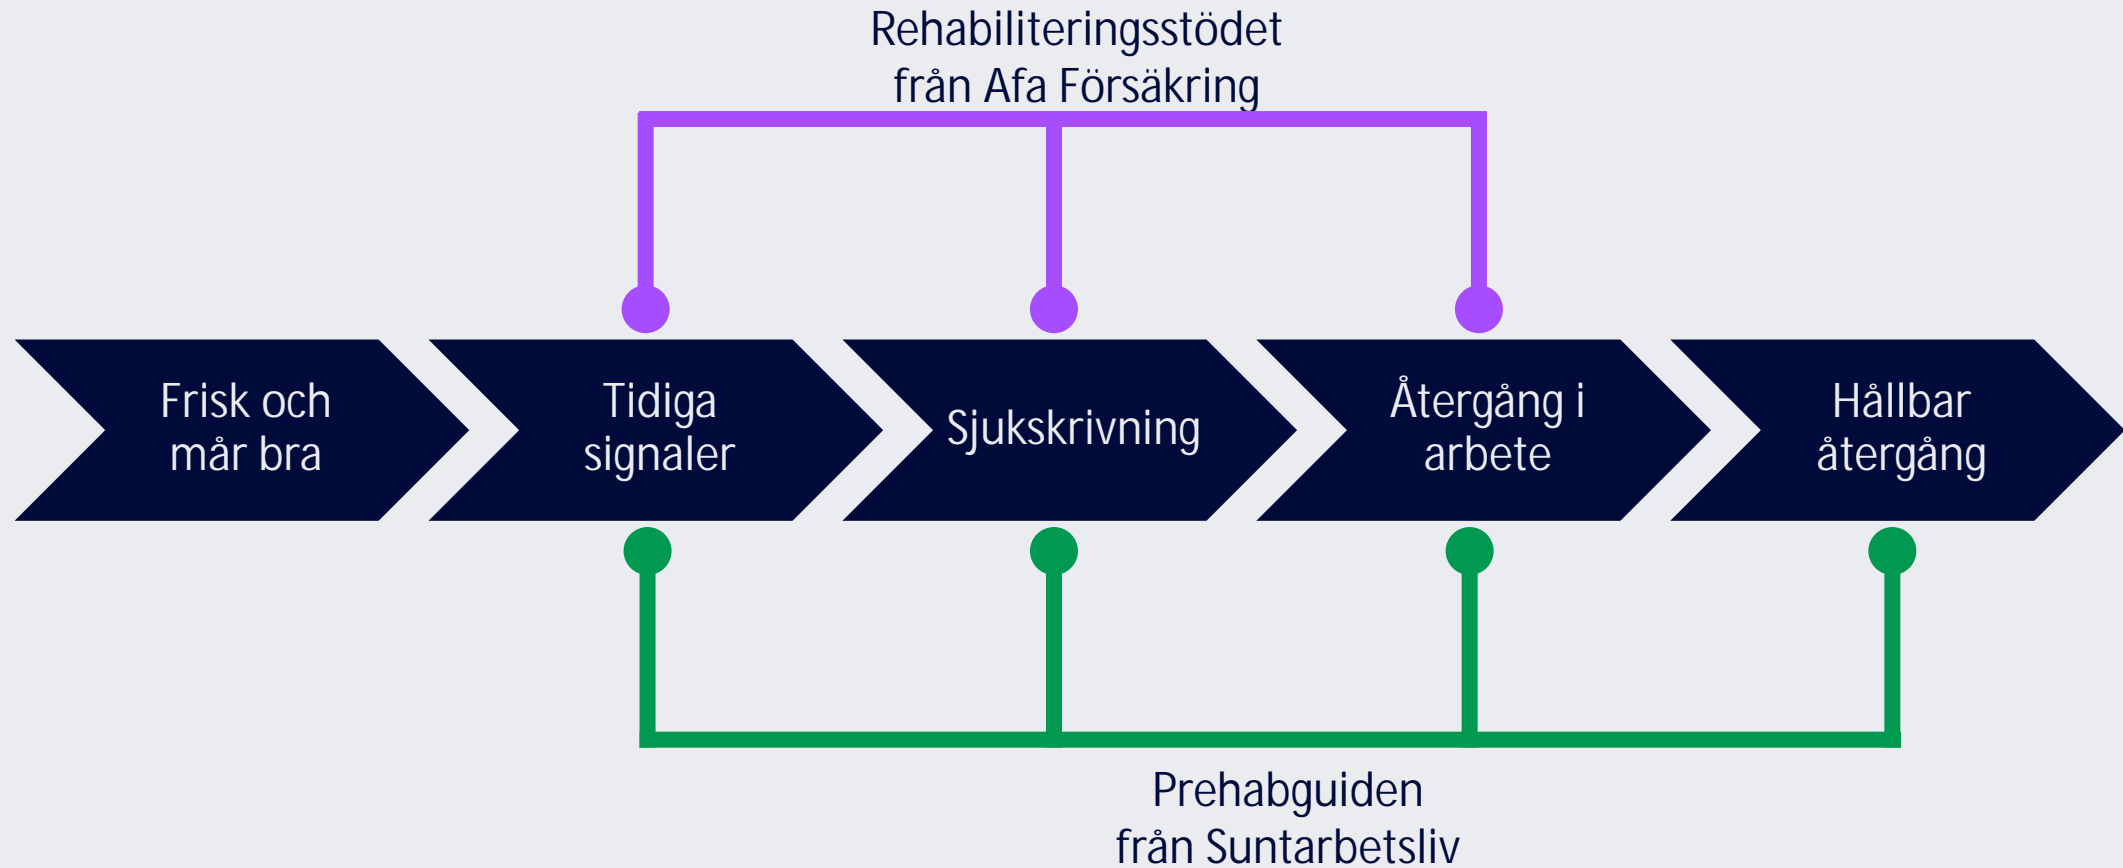 Rehabiliteringsstödet
från Afa Försäkring
Frisk och
mår bra
Tidiga
signaler
Sjukskrivning
Återgång i
arbete
Hållbar
återgång
Prehabguiden
från Suntarbetsliv